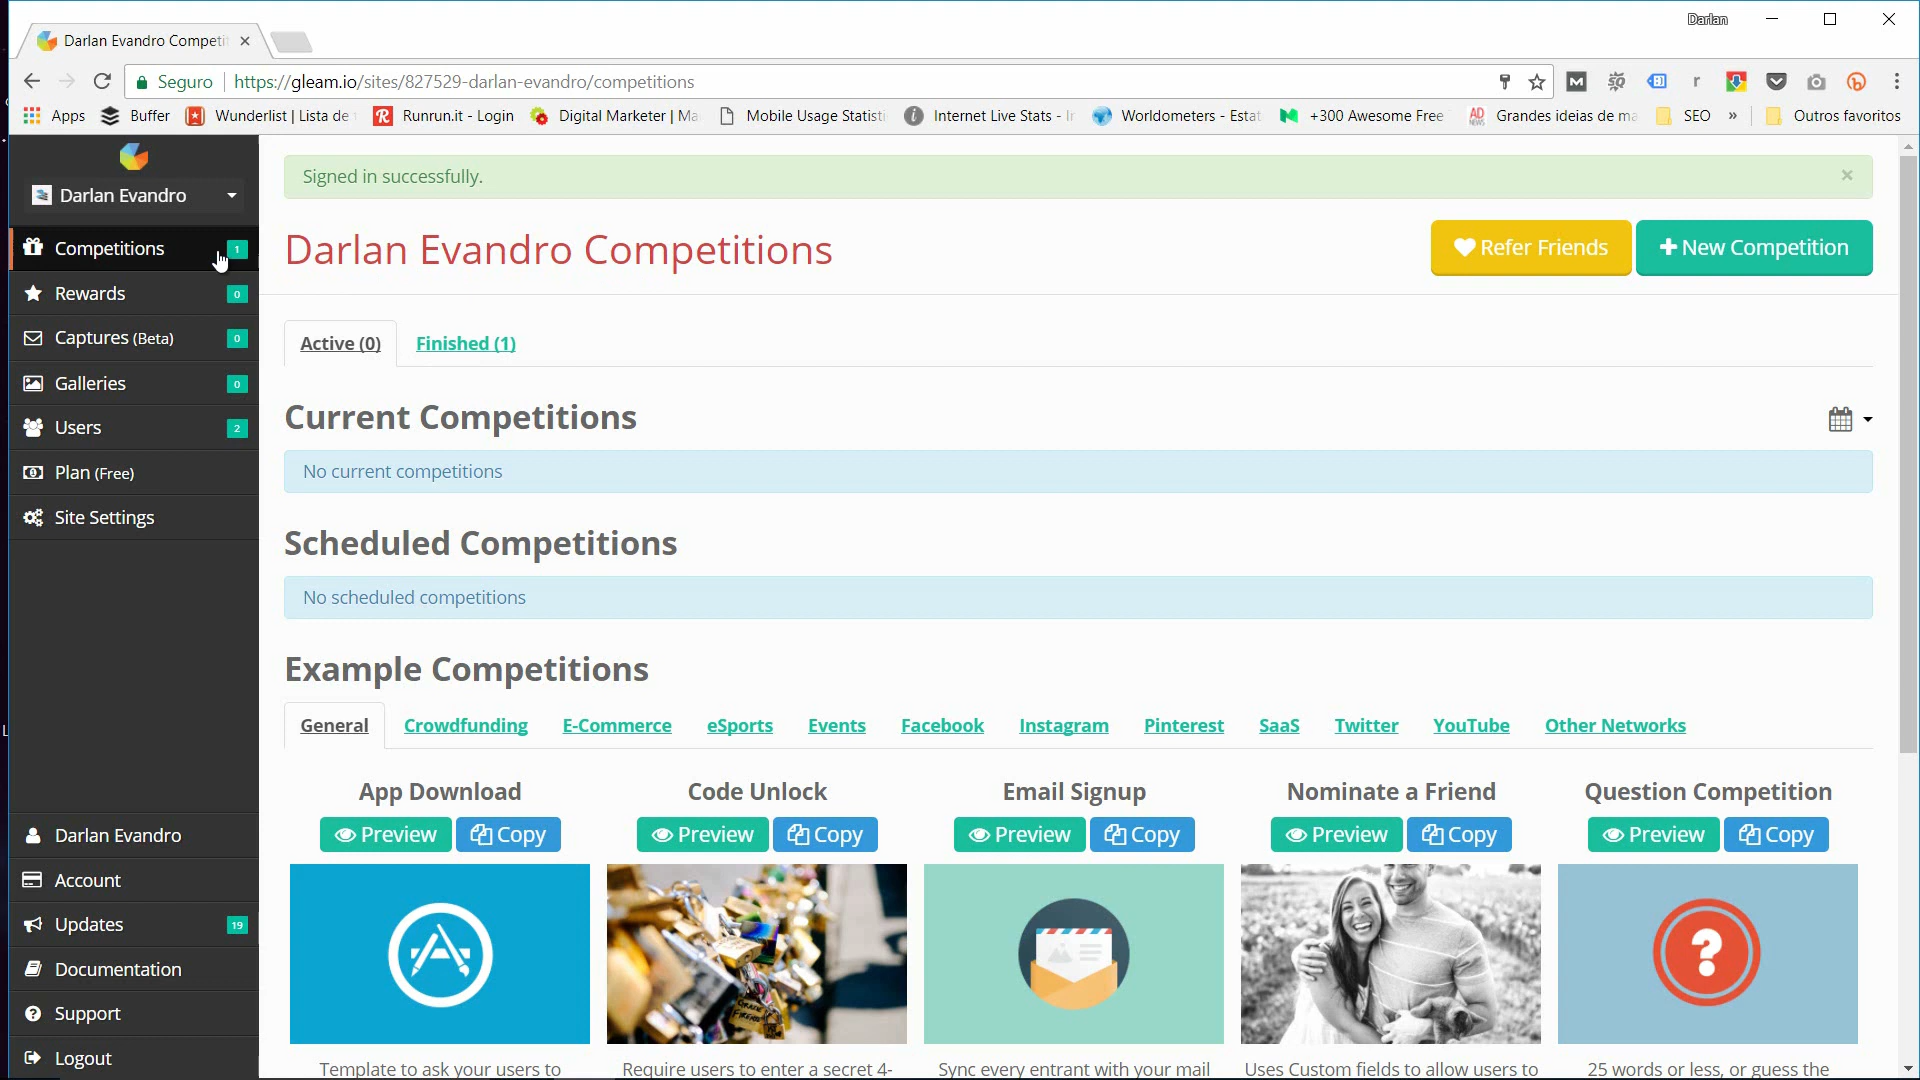 Darlan
Darlan Evandro Competi
Seguro https://gleam.io/sites/827529-darlan-evandro/competitions
Apps Buffer Wunderlist | Lista de Runrun.it - Login Digital Marketer | Ma Mobile Usage Statisti Internet Live Stats - Worldometers - Estat +300 Awesome Free Grandes ideias de ma SEO » Outros favoritos
Signed in successfully. ×
Darlan Evandro
Competitions 1
Rewards 0
Captures (Beta) 0
Galleries 0
Users 2
Plan (Free)
Site Settings
Darlan Evandro
Account
Updates 19
Documentation
Support
Logout
Darlan Evandro Competitions
Refer Friends
New Competition
Active (0) Finished (1)
Current Competitions
No current competitions
Scheduled Competitions
No scheduled competitions
Example Competitions
General Crowdfunding E-Commerce eSports Events Facebook Instagram Pinterest SaaS Twitter YouTube Other Networks
App Download Code Unlock Email Signup Nominate a Friend Question Competition
Preview Copy Preview Copy Preview Copy Preview Copy Preview Copy
Template to ask your users to Require users to enter a secret 4- Sync every entrant with your mail Uses Custom fields to allow users to 25 words or less, or guess the